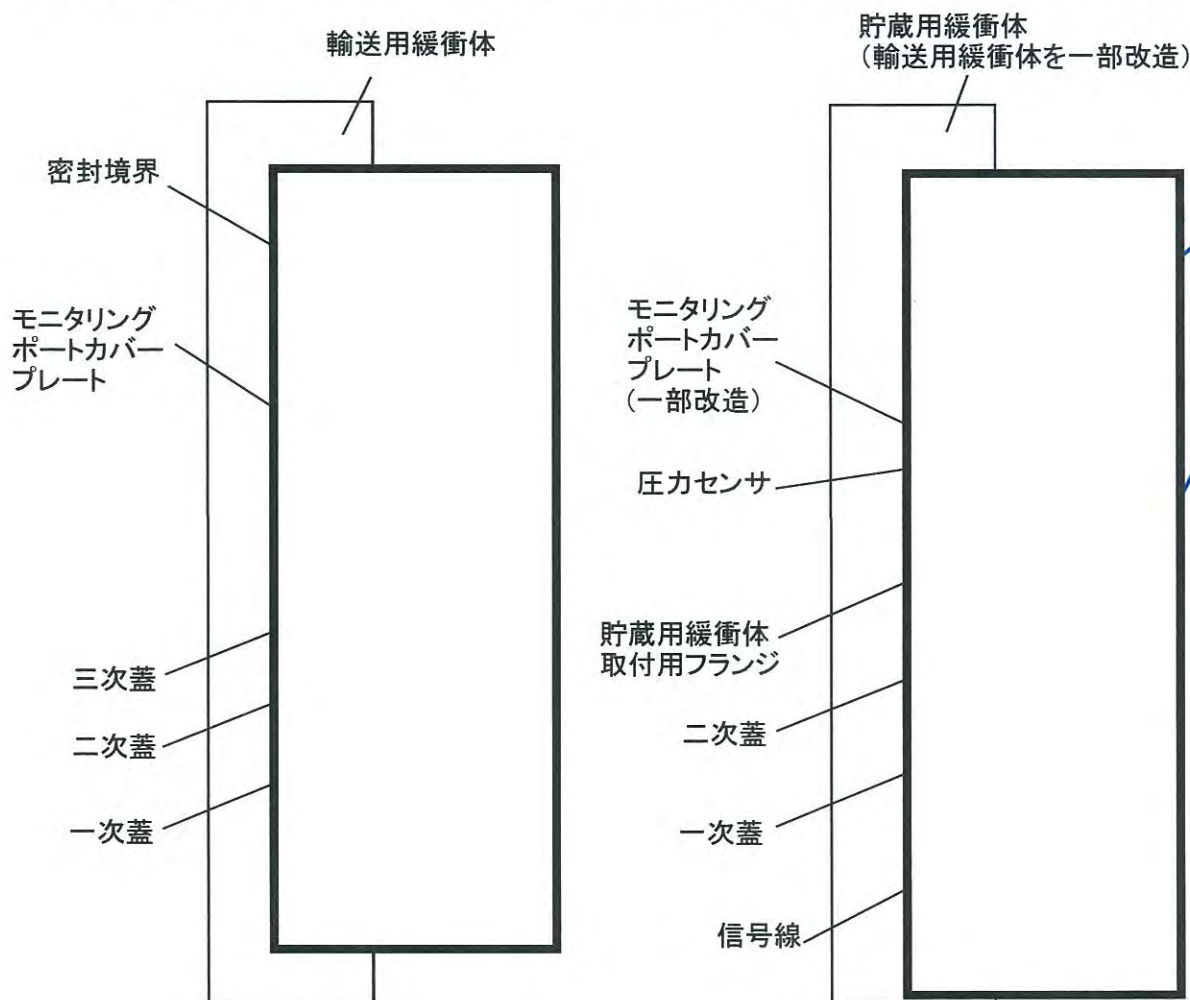 輸送用緩衝体
密封境界
モニタリング
ポートカバー
プレート
三次蓋
二次蓋
一次蓋
貯蔵用緩衝体
（輸送用緩衝体を一部改造）
モニタリング
ポートカバー
プレート
（一部改造）
圧力センサ
貯蔵用緩衝体
取付用フランジ
二次蓋
一次蓋
信号線